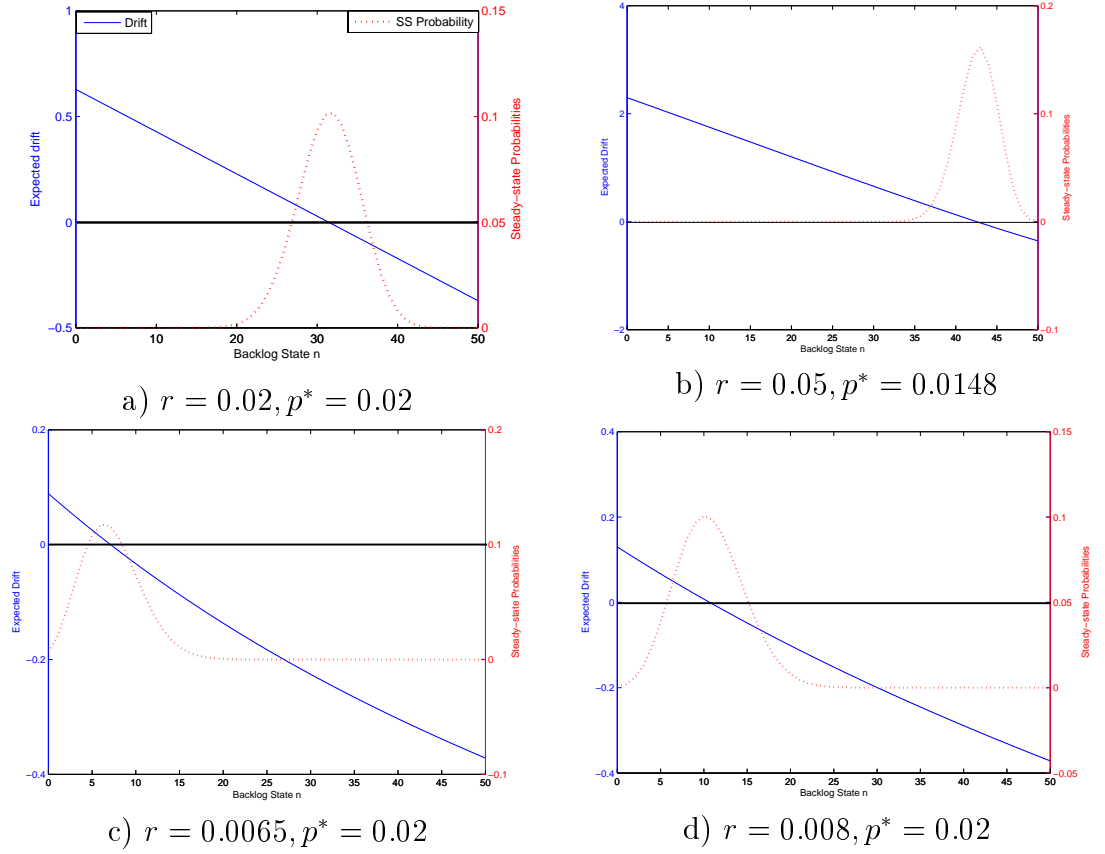 1 Drift SS Probability 0.15
0.5 0.1
0 0.05
−0.5 0
0 10 20 30 40 50
Backlog State n
Expected drift
Steady−state Probabilities
a) r = 0.02, p* = 0.02
4 0.2
2 0.1
0 0
−2 −0.1
0 5 10 15 20 25 30 35 40 45 50
Backlog State n
Expected Drift
Steady−state Probabilities
b) r = 0.05, p* = 0.0148
0.2 0.2
0 0.1
−0.2 0
−0.4 −0.1
0 5 10 15 20 25 30 35 40 45 50
Backlog State n
Expected Drift
Steady−state Probabilities
c) r = 0.0065, p* = 0.02
0.4 0.15
0.2 0.1
0 0.05
−0.2 0
−0.4 −0.05
0 5 10 15 20 25 30 35 40 45 50
Backlog State n
Expected Drift
Steady−state Probabilities
d) r = 0.008, p* = 0.02